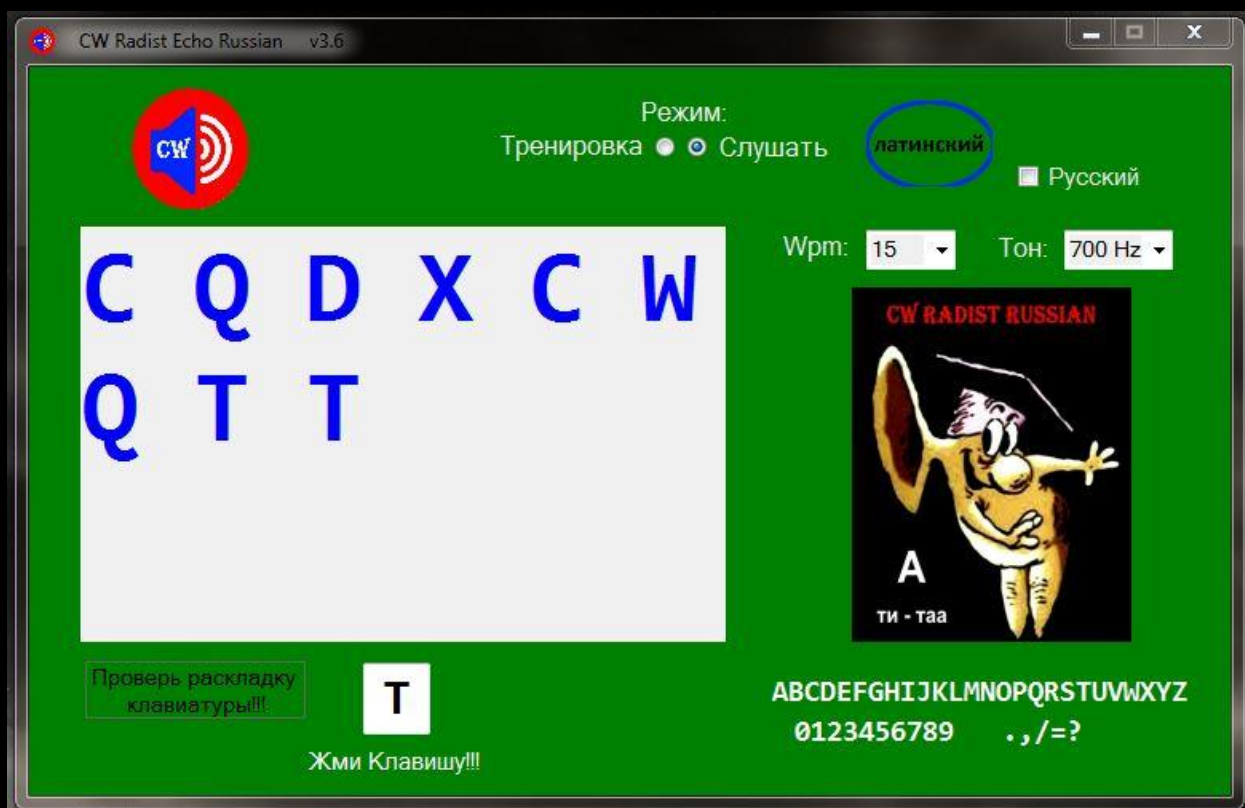 CW Radist Echo Russian v3.6
CW
Режим:
Тренировка Слушать
латинский
Русский
Wpm: 15 Тон: 700 Hz
C Q D X C W
Q T T
CW RADIST RUSSIAN
А
ти - таа
Проверь раскладку
клавиатуры!!!
T
Жми Клавишу!!!
ABCDEFGHIJKLMNOPQRSTUVWXYZ
0123456789 .,/=?